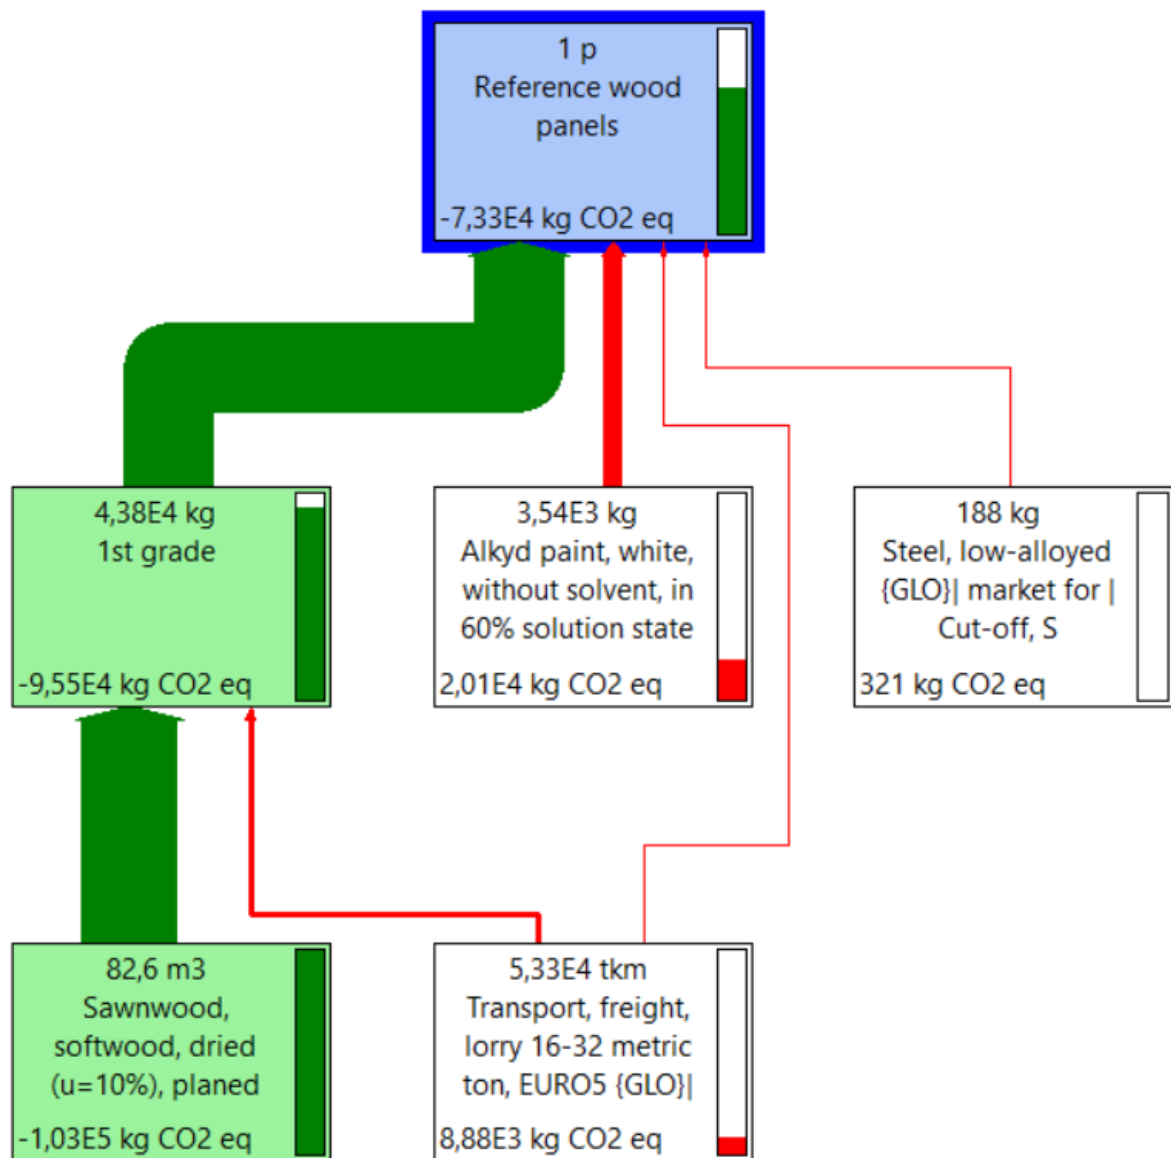 1 p
Reference wood
panels
-7,33E4 kg CO2 eq
4,38E4 kg
1st grade
-9,55E4 kg CO2 eq
3,54E3 kg
Alkyd paint, white,
without solvent, in
60% solution state
2,01E4 kg CO2 eq
188 kg
Steel, low-alloyed
{GLO}| market for |
Cut-off, S
321 kg CO2 eq
82,6 m3
Sawnwood,
softwood, dried
(u=10%), planed
-1,03E5 kg CO2 eq
5,33E4 tkm
Transport, freight,
lorry 16-32 metric
ton, EURO5 {GLO}|
8,88E3 kg CO2 eq